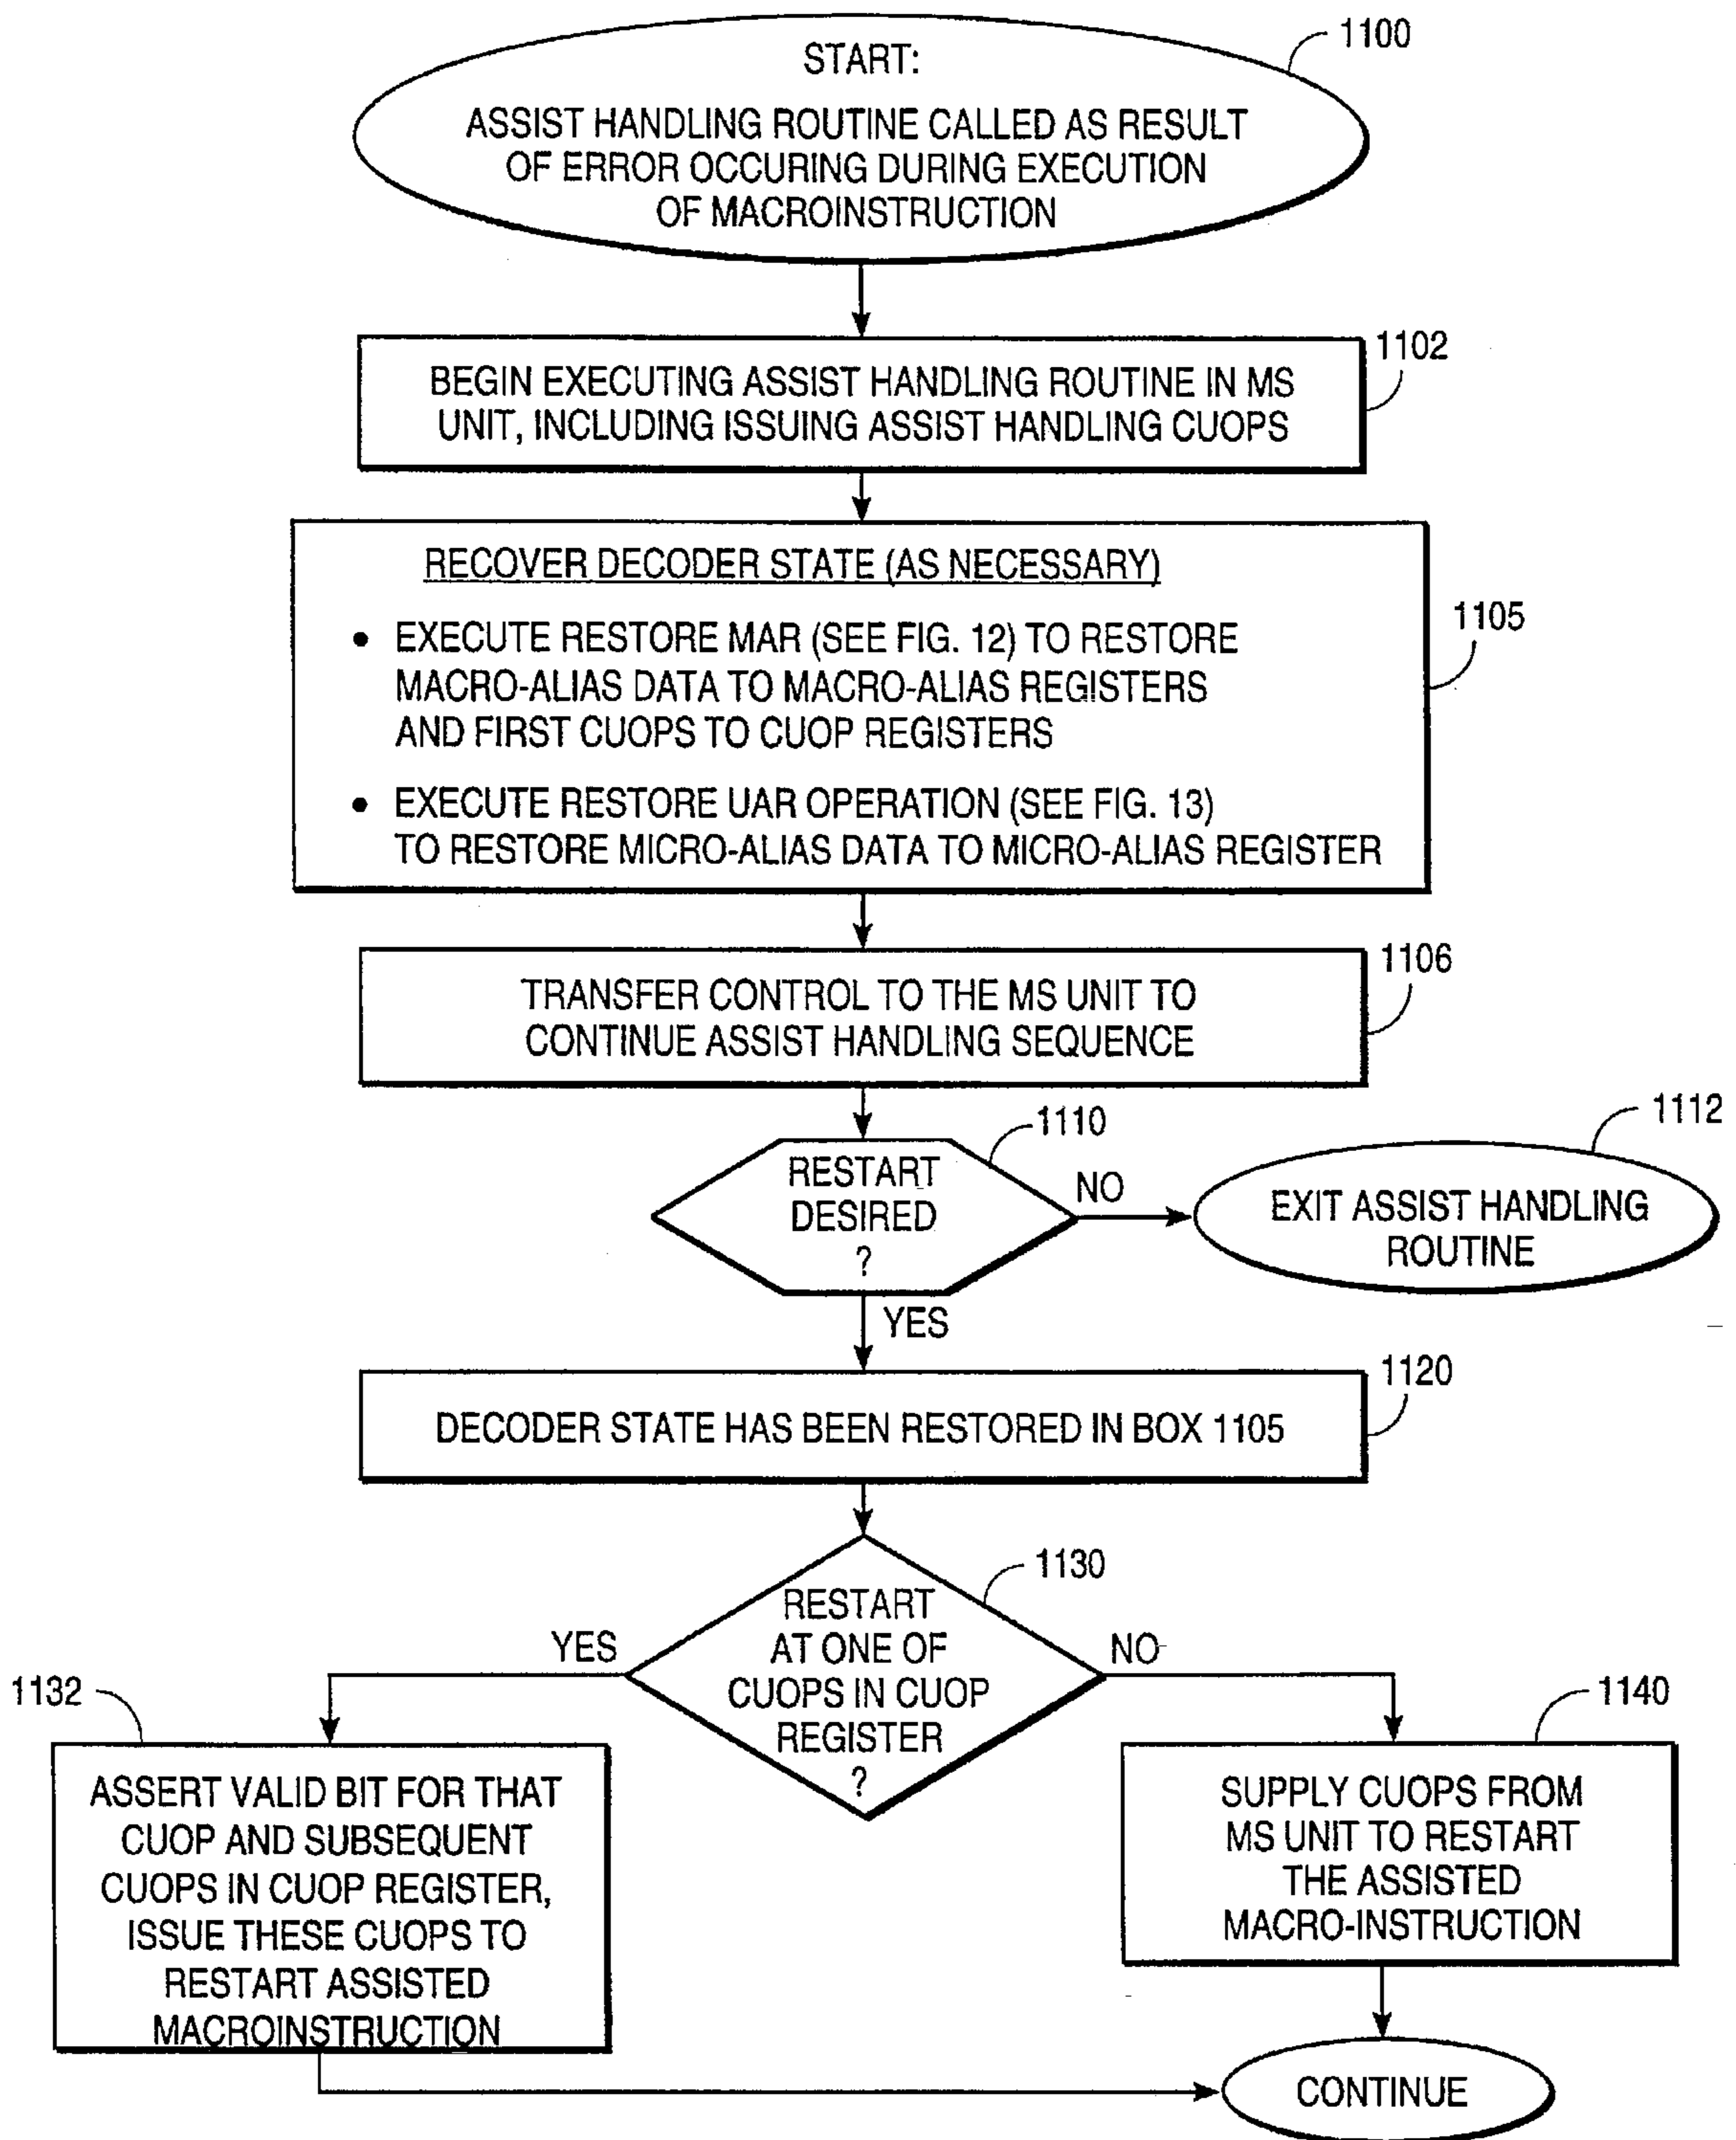 1100
START:
ASSIST HANDLING ROUTINE CALLED AS RESULT
OF ERROR OCCURING DURING EXECUTION
OF MACROINSTRUCTION
1102
BEGIN EXECUTING ASSIST HANDLING ROUTINE IN MS
UNIT, INCLUDING ISSUING ASSIST HANDLING CUOPS
RECOVER DECODER STATE (AS NECESSARY)
1105
• EXECUTE RESTORE MAR (SEE FIG. 12) TO RESTORE
MACRO-ALIAS DATA TO MACRO-ALIAS REGISTERS
AND FIRST CUOPS TO CUOP REGISTERS
• EXECUTE RESTORE UAR OPERATION (SEE FIG. 13)
TO RESTORE MICRO-ALIAS DATA TO MICRO-ALIAS REGISTER
1106
TRANSFER CONTROL TO THE MS UNIT TO
CONTINUE ASSIST HANDLING SEQUENCE
1110
RESTART
DESIRED
?
NO
1112
EXIT ASSIST HANDLING
ROUTINE
YES
1120
DECODER STATE HAS BEEN RESTORED IN BOX 1105
1130
RESTART
AT ONE OF
CUOPS IN CUOP
REGISTER
?
YES
NO
1132
ASSERT VALID BIT FOR THAT
CUOP AND SUBSEQUENT
CUOPS IN CUOP REGISTER,
ISSUE THESE CUOPS TO
RESTART ASSISTED
MACROINSTRUCTION
1140
SUPPLY CUOPS FROM
MS UNIT TO RESTART
THE ASSISTED
MACRO-INSTRUCTION
CONTINUE